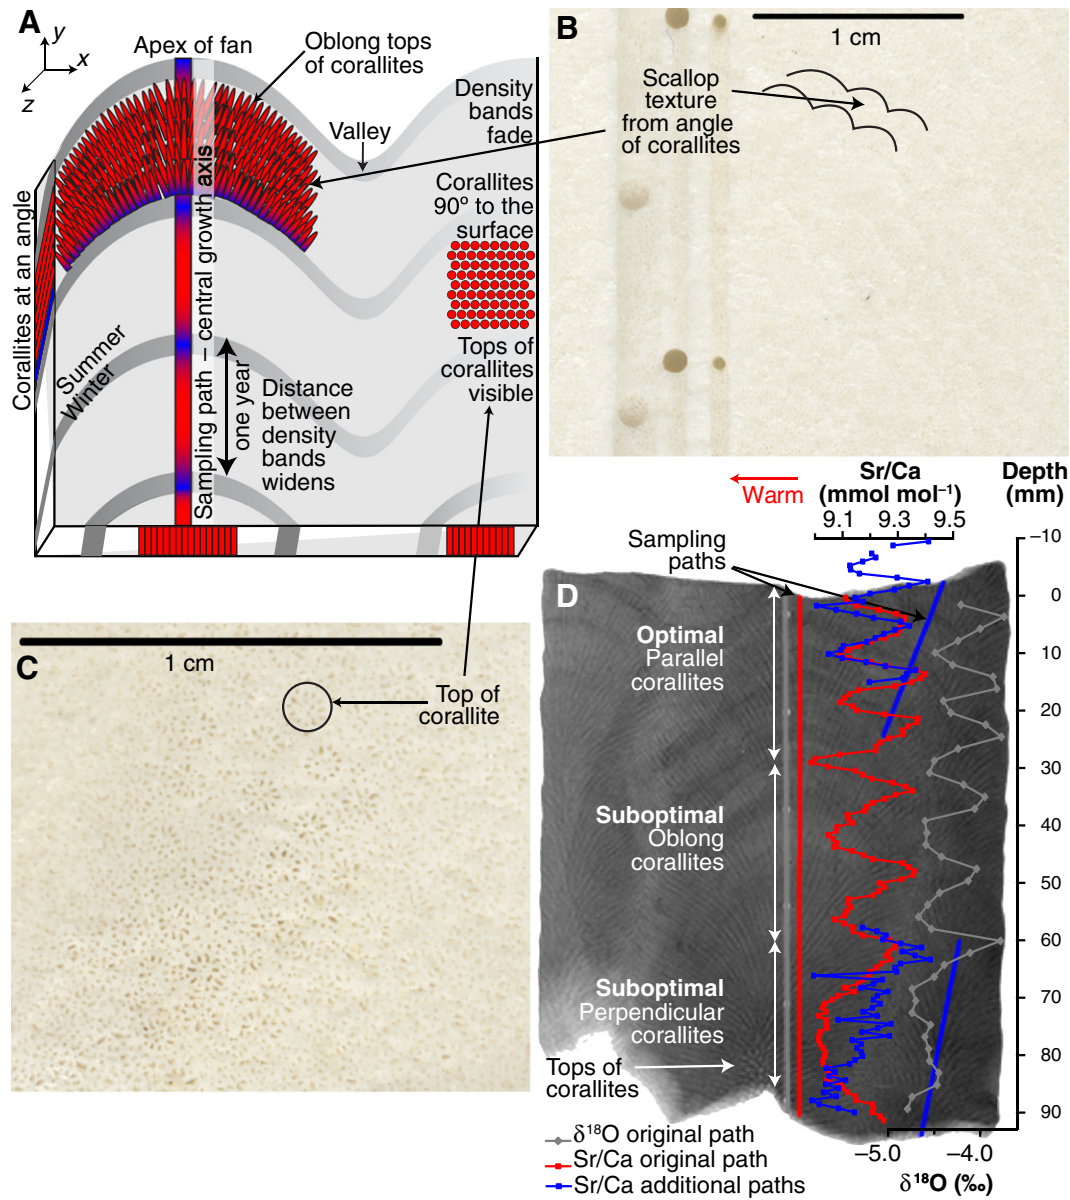 A
y
x
z
Apex of fan
Oblong tops
of corallites
Density
bands
fade
Valley
Corallites
90º to the
surface
Tops of
corallites
visible
Corallites at an angle
Summer
Winter
Sampling path – central growth axis
one year
Distance
between
density
bands
widens
B
1 cm
Scallop
texture
from angle
of corallites
C
1 cm
Top of
corallite
D
Warm
Sr/Ca
(mmol mol–1)
9.1 9.3 9.5
Depth
(mm)
–10
0
10
20
30
40
50
60
70
80
90
Sampling
paths
Optimal
Parallel
corallites
Suboptimal
Oblong
corallites
Suboptimal
Perpendicular
corallites
Tops of
corallites
δ18O original path
Sr/Ca original path
Sr/Ca additional paths
–5.0 –4.0
δ18O (‰)